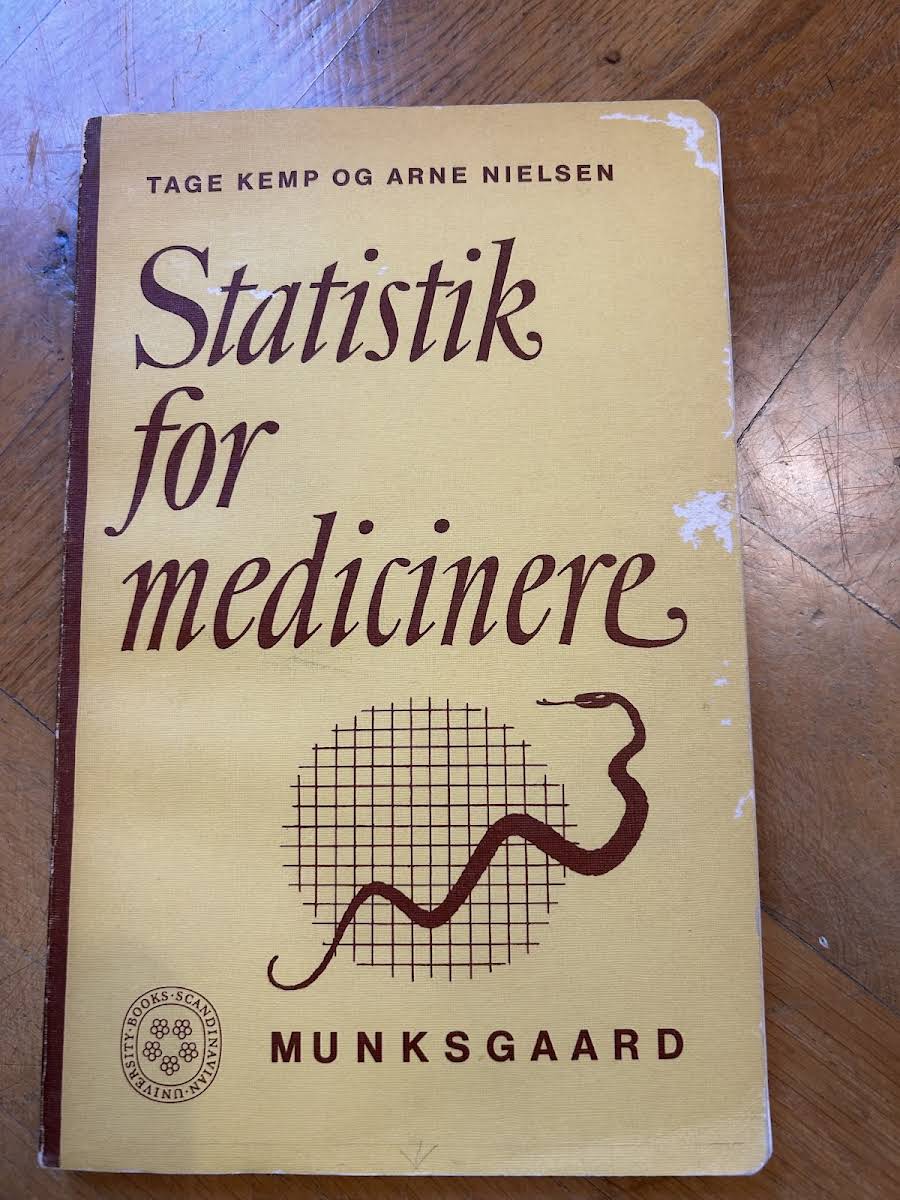 TAGE KEMP OG ARNE NIELSEN
Statistik
for
medicinere
UNIVERSITY·BOOKS·SCANDINAVIAN·
MUNKSGAARD